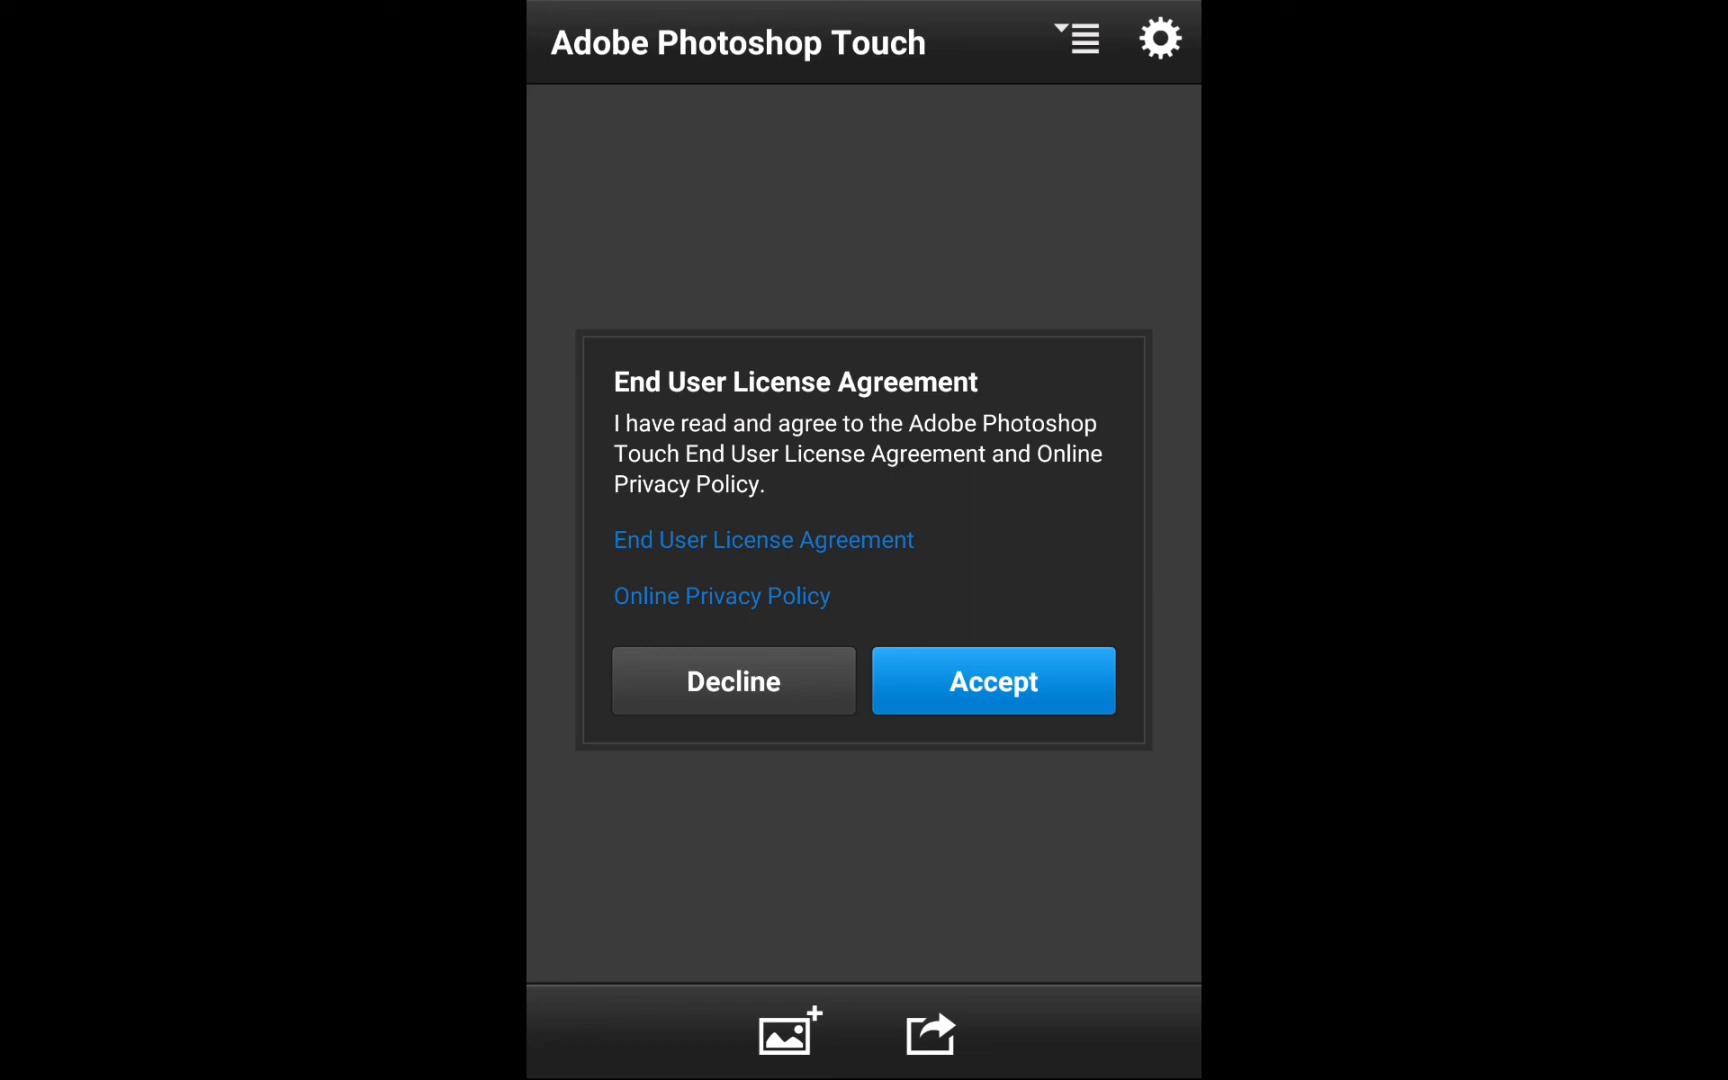 Adobe Photoshop Touch
End User License Agreement
I have read and agree to the Adobe Photoshop
Touch End User License Agreement and Online
Privacy Policy.
End User License Agreement
Online Privacy Policy
Decline
Accept